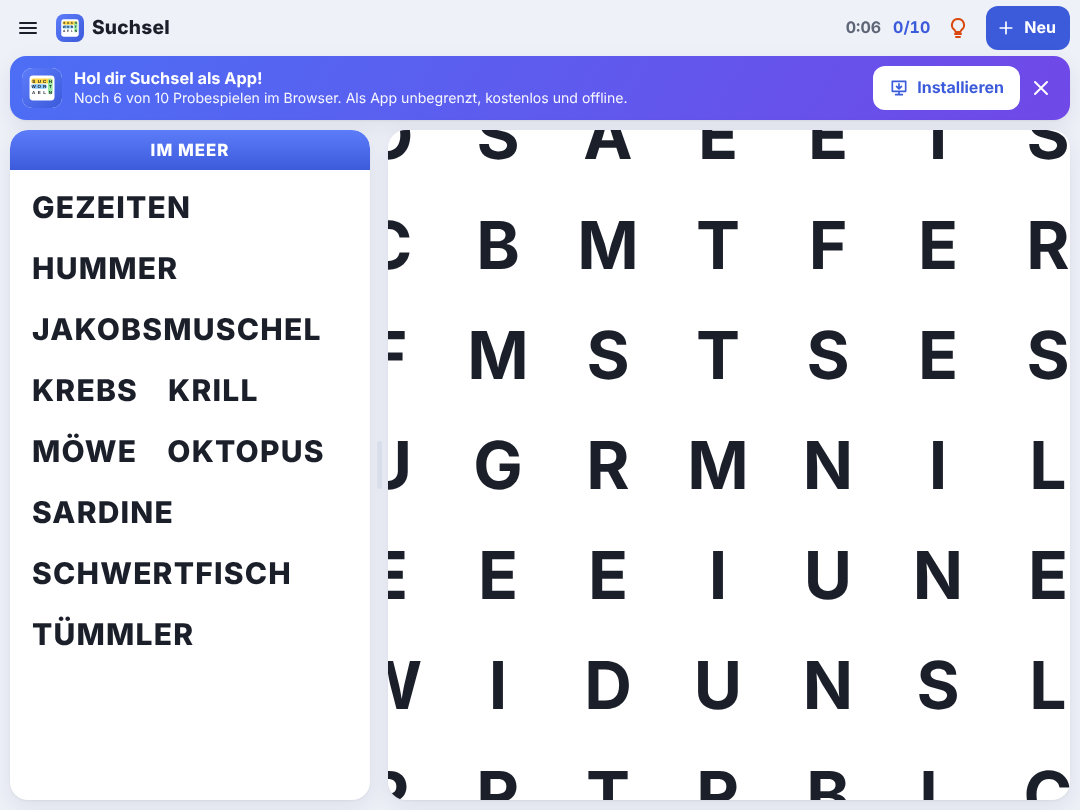 Suchsel
0:06 0/10 Neu
Hol dir Suchsel als App!
Noch 6 von 10 Probespielen im Browser. Als App unbegrenzt, kostenlos und offline.
Installieren
IM MEER
GEZEITEN
HUMMER
JAKOBSMUSCHEL
KREBS KRILL
MÖWE OKTOPUS
SARDINE
SCHWERTFISCH
TÜMMLER
S A E E I S
C B M T F E R
F M S T S E S
U G R M N I L
E E E I U N E
W I D U N S L